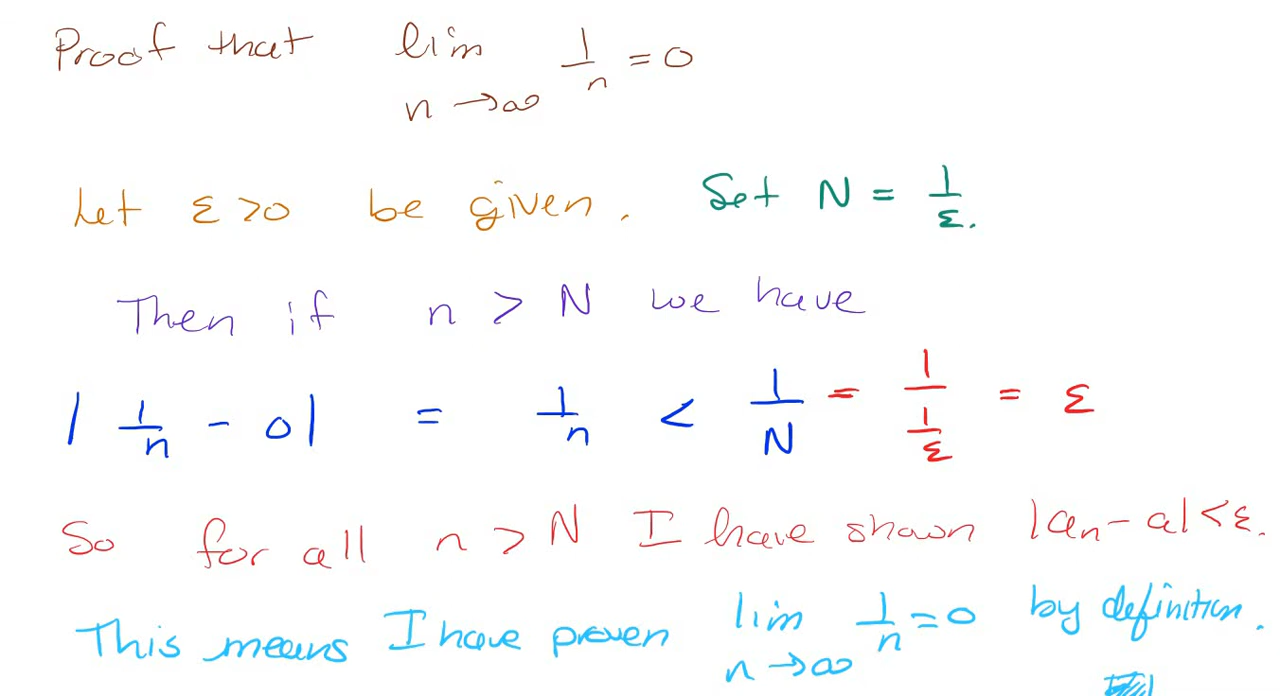 Proof that lim n→∞ 1/n = 0
Let ε>0 be given. Set N = 1/ε.
Then if n > N we have
|1/n - 0| = 1/n < 1/N = 1/(1/ε) = ε
So for all n > N I have shown |aₙ - a| < ε.
This means I have proven lim n→∞ 1/n = 0 by definition.